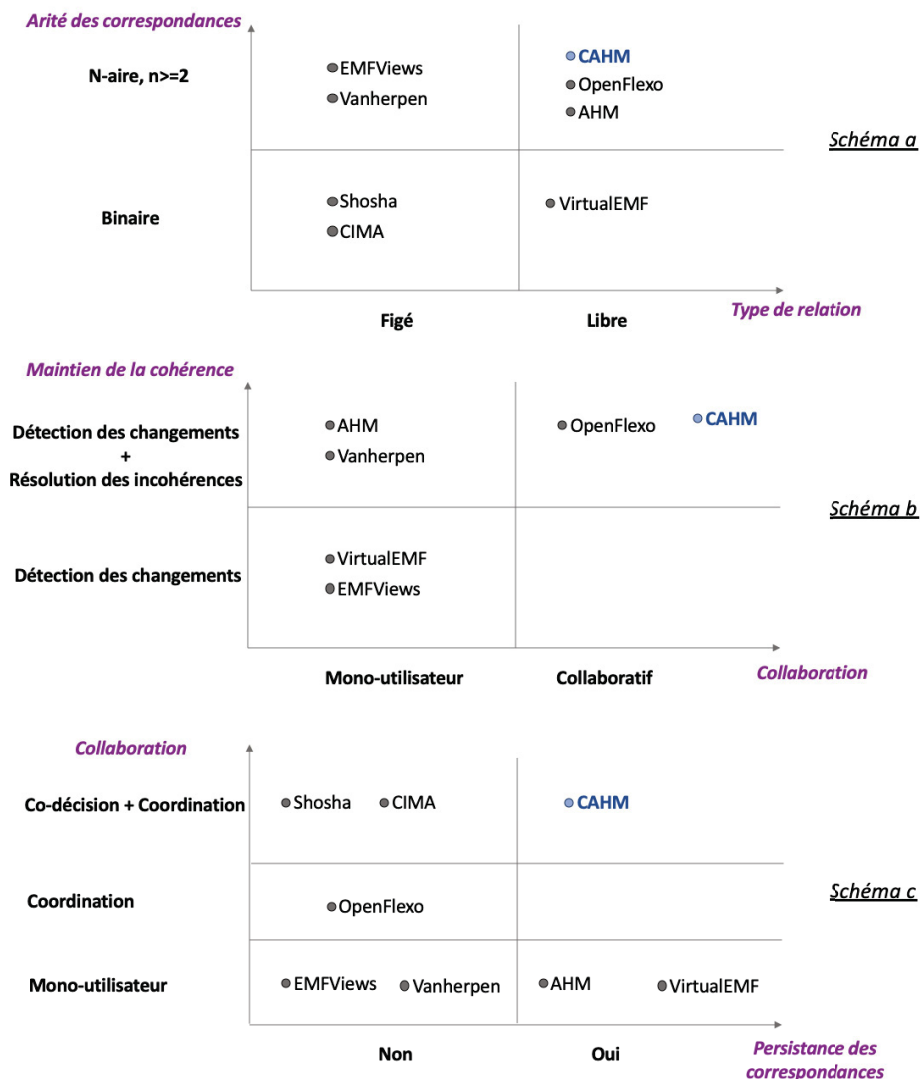 Arité des correspondances
N-aire, n>=2
EMFViews
CAHM
Vanherpen
OpenFlexo
AHM
Schéma a
Binaire
Shosha
VirtualEMF
CIMA
Figé
Libre
Type de relation
Maintien de la cohérence
Détection des changements
+
Résolution des incohérences
AHM
OpenFlexo
CAHM
Vanherpen
Schéma b
Détection des changements
VirtualEMF
EMFViews
Mono-utilisateur
Collaboratif
Collaboration
Collaboration
Co-décision + Coordination
Shosha
CIMA
CAHM
Coordination
OpenFlexo
Schéma c
Mono-utilisateur
EMFViews
Vanherpen
AHM
VirtualEMF
Non
Oui
Persistance des
correspondances